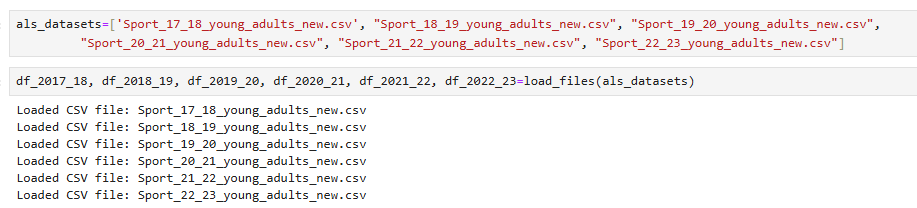 als_datasets=['Sport_17_18_young_adults_new.csv', "Sport_18_19_young_adults_new.csv", "Sport_19_20_young_adults_new.csv",
"Sport_20_21_young_adults_new.csv", "Sport_21_22_young_adults_new.csv", "Sport_22_23_young_adults_new.csv"]
df_2017_18, df_2018_19, df_2019_20, df_2020_21, df_2021_22, df_2022_23=load_files(als_datasets)
Loaded CSV file: Sport_17_18_young_adults_new.csv
Loaded CSV file: Sport_18_19_young_adults_new.csv
Loaded CSV file: Sport_19_20_young_adults_new.csv
Loaded CSV file: Sport_20_21_young_adults_new.csv
Loaded CSV file: Sport_21_22_young_adults_new.csv
Loaded CSV file: Sport_22_23_young_adults_new.csv